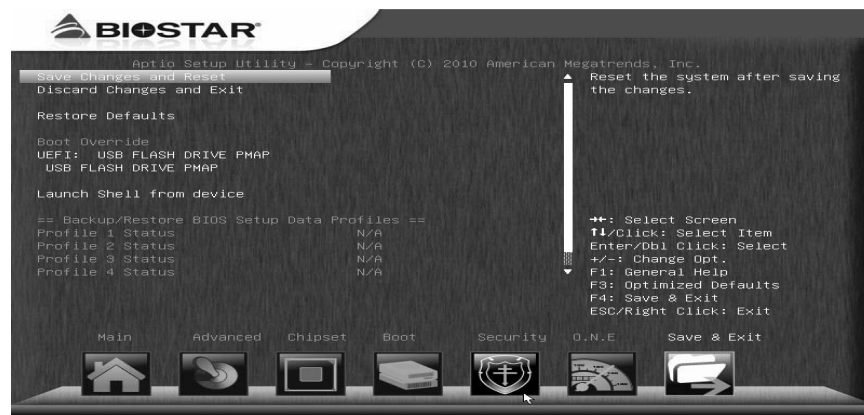 BIOSTAR
Aptio Setup Utility – Copyright (C) 2010 American Megatrends, Inc.
Save Changes and Reset
Discard Changes and Exit
Restore Defaults
Boot Override
UEFI: USB FLASH DRIVE PMAP
USB FLASH DRIVE PMAP
Launch Shell from device
== Backup/Restore BIOS Setup Data Profiles ==
Profile 1 Status N/A
Profile 2 Status N/A
Profile 3 Status N/A
Profile 4 Status N/A
Reset the system after saving
the changes.
→←: Select Screen
↑↓/Click: Select Item
Enter/Dbl Click: Select
+/-: Change Opt.
F1: General Help
F3: Optimized Defaults
F4: Save & Exit
ESC/Right Click: Exit
Main Advanced Chipset Boot Security O.N.E Save & Exit